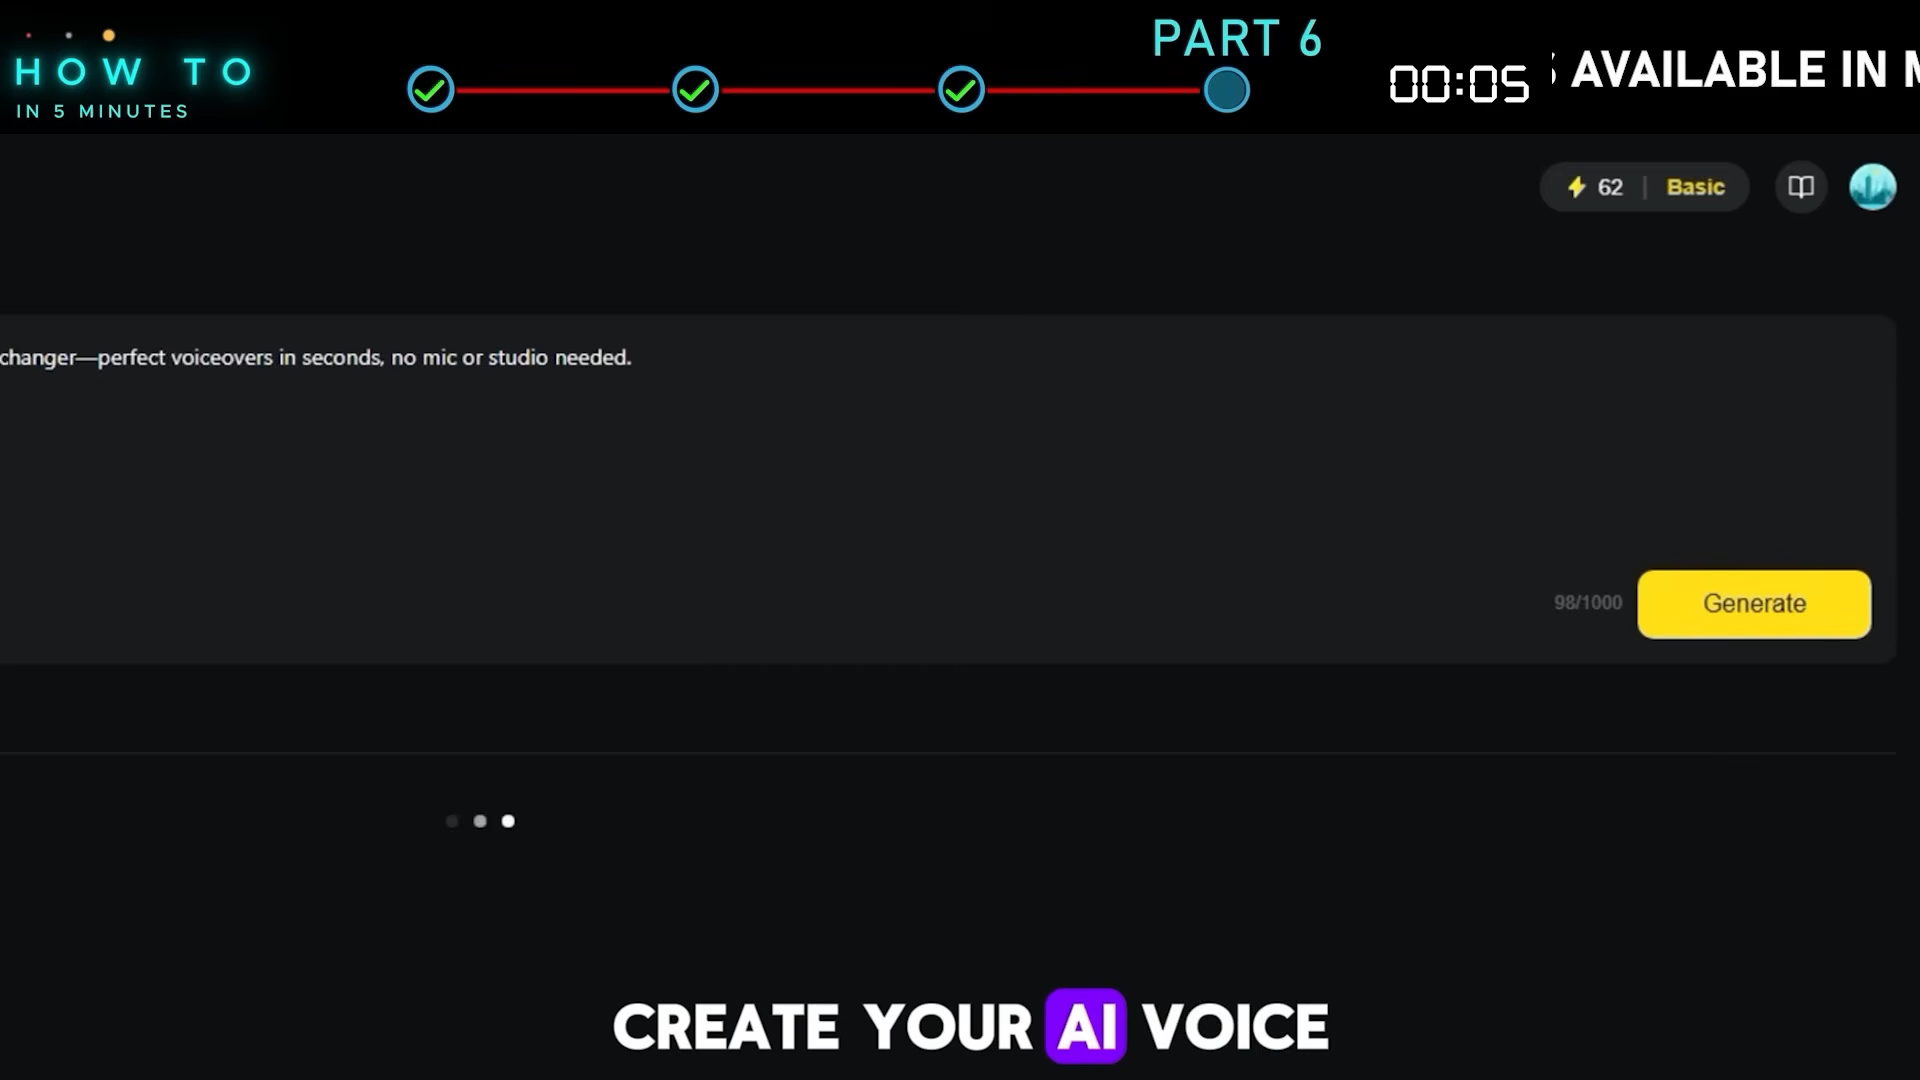 PART 6
HOW TO
IN 5 MINUTES
00:05
AVAILABLE IN
62 | Basic
changer—perfect voiceovers in seconds, no mic or studio needed.
98/1000
Generate
CREATE YOUR AI VOICE